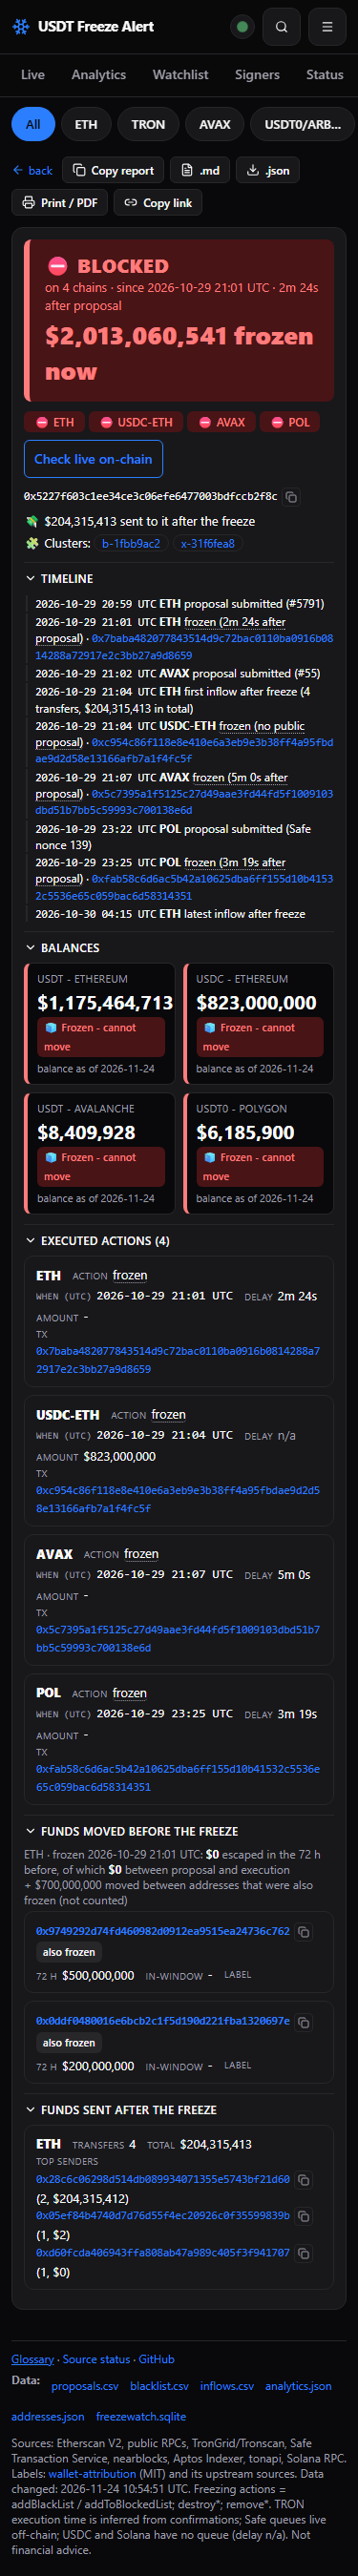 USDT Freeze Alert
Live Analytics Watchlist Signers Status
All ETH TRON AVAX USDT0/ARB...
back Copy report .md .json
Print / PDF Copy link
BLOCKED
on 4 chains · since 2026-10-29 21:01 UTC · 2m 24s
after proposal
$2,013,060,541 frozen
now
ETH USDC-ETH AVAX POL
Check live on-chain
0x5227f603c1ee34ce3c06efe6477003bdfccb2f8c
$204,315,413 sent to it after the freeze
Clusters: b-1fbb9ac2 x-31f6fea8
TIMELINE
2026-10-29 20:59 UTC ETH proposal submitted (#5791)
2026-10-29 21:01 UTC ETH frozen (2m 24s after
proposal) · 0x7baba482077843514d9c72bac0110ba0916b08
14288a72917e2c3bb27a9d8659
2026-10-29 21:02 UTC AVAX proposal submitted (#55)
2026-10-29 21:04 UTC ETH first inflow after freeze (4
transfers, $204,315,413 in total)
2026-10-29 21:04 UTC USDC-ETH frozen (no public
proposal) · 0xc954c86f118e8e410e6a3eb9e3b38ff4a95fbd
ae9d2d58e13166afb7a1f4fc5f
2026-10-29 21:07 UTC AVAX frozen (5m 0s after
proposal) · 0x5c7395a1f5125c27d49aae3fd44fd5f1009103
dbd51b7bb5c59993c700138e6d
2026-10-29 23:22 UTC POL proposal submitted (Safe
nonce 139)
2026-10-29 23:25 UTC POL frozen (3m 19s after
proposal) · 0xfab58c6d6ac5b42a10625dba6ff155d10b4153
2c5536e65c059bac6d58314351
2026-10-30 04:15 UTC ETH latest inflow after freeze
BALANCES
USDT - ETHEREUM USDC - ETHEREUM
$1,175,464,713 $823,000,000
Frozen - cannot Frozen - cannot
move move
balance as of 2026-11-24 balance as of 2026-11-24
USDT - AVALANCHE USDT0 - POLYGON
$8,409,928 $6,185,900
Frozen - cannot Frozen - cannot
move move
balance as of 2026-11-24 balance as of 2026-11-24
EXECUTED ACTIONS (4)
ETH ACTION frozen
WHEN (UTC) 2026-10-29 21:01 UTC DELAY 2m 24s
AMOUNT -
TX
0x7baba482077843514d9c72bac0110ba0916b0814288a7
2917e2c3bb27a9d8659
USDC-ETH ACTION frozen
WHEN (UTC) 2026-10-29 21:04 UTC DELAY n/a
AMOUNT $823,000,000
TX
0xc954c86f118e8e410e6a3eb9e3b38ff4a95fbdae9d2d5
8e13166afb7a1f4fc5f
AVAX ACTION frozen
WHEN (UTC) 2026-10-29 21:07 UTC DELAY 5m 0s
AMOUNT -
TX
0x5c7395a1f5125c27d49aae3fd44fd5f1009103dbd51b7
bb5c59993c700138e6d
POL ACTION frozen
WHEN (UTC) 2026-10-29 23:25 UTC DELAY 3m 19s
AMOUNT -
TX
0xfab58c6d6ac5b42a10625dba6ff155d10b41532c5536e
65c059bac6d58314351
FUNDS MOVED BEFORE THE FREEZE
ETH · frozen 2026-10-29 21:01 UTC: $0 escaped in the 72 h
before, of which $0 between proposal and execution
+ $700,000,000 moved between addresses that were also
frozen (not counted)
0x9749292d74fd460982d0912ea9515ea24736c762
also frozen
72 H $500,000,000 IN-WINDOW - LABEL
0x0ddf0480016e6bcb2c1f5d190d221fba1320697e
also frozen
72 H $200,000,000 IN-WINDOW - LABEL
FUNDS SENT AFTER THE FREEZE
ETH TRANSFERS 4 TOTAL $204,315,413
TOP SENDERS
0x28c6c06298d514db089934071355e5743bf21d60
(2, $204,315,412)
0x05ef84b4740d7d76d55f4ec20926c0f35599839b
(1, $2)
0xd60fcda406943ffa808ab47a989c405f3f941707
(1, $0)
Glossary · Source status · GitHub
Data: proposals.csv blacklist.csv inflows.csv analytics.json
addresses.json freezewatch.sqlite
Sources: Etherscan V2, public RPCs, TronGrid/Tronscan, Safe
Transaction Service, nearblocks, Aptos Indexer, tonapi, Solana RPC.
Labels: wallet-attribution (MIT) and its upstream sources. Data
changed: 2026-11-24 10:54:51 UTC. Freezing actions =
addBlackList / addToBlockedList; destroy*; remove*. TRON
execution time is inferred from confirmations; Safe queues live
off-chain; USDC and Solana have no queue (delay n/a). Not
financial advice.